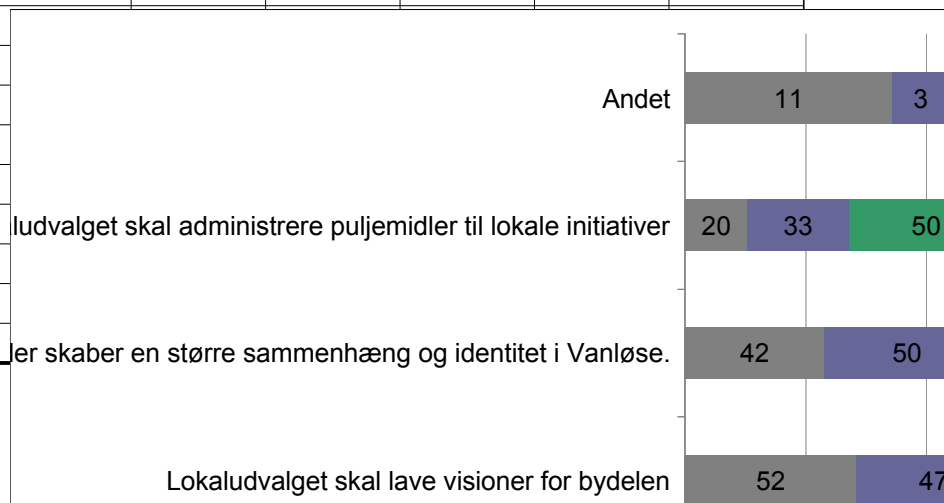 Andet 11 3
ludvalget skal administrere puljemidler til lokale initiativer 20 33 50
ler skaber en større sammenhæng og identitet i Vanløse. 42 50
Lokaludvalget skal lave visioner for bydelen 52 47